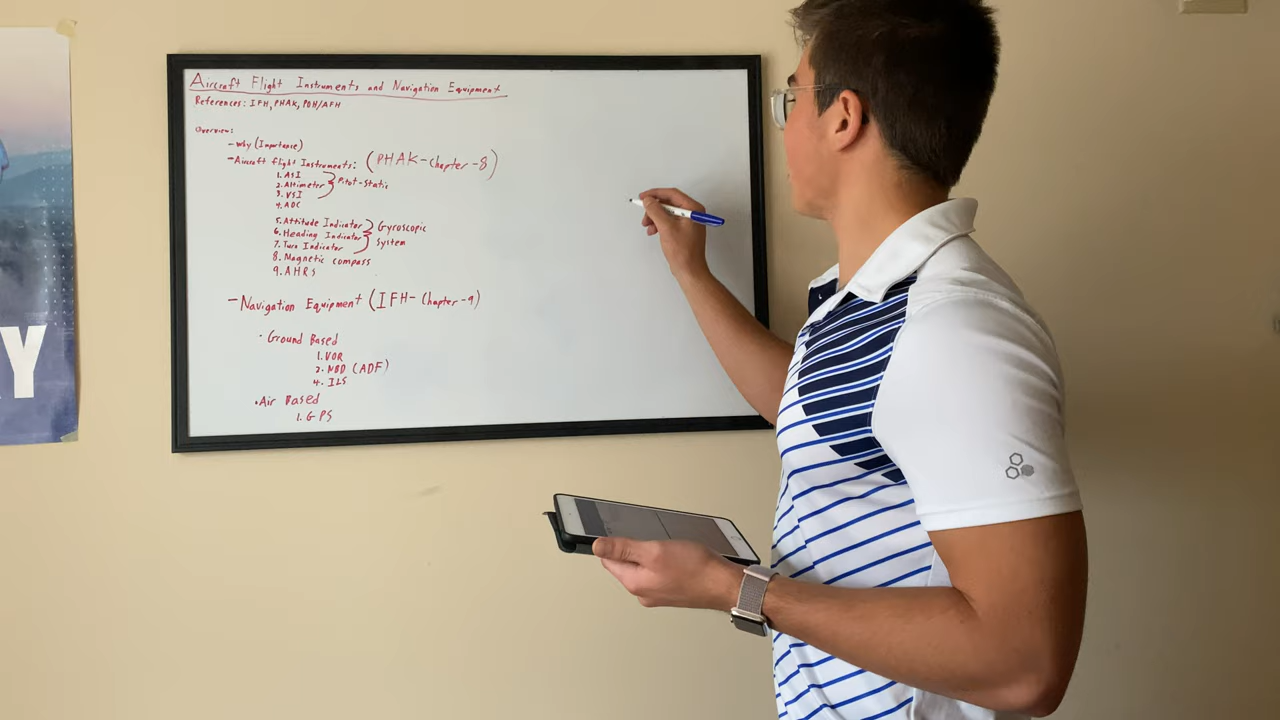 Aircraft Flight Instruments and Navigation Equipment
References: IFH, PHAK, POH/AFH
Overview:
- Why (Importance)
- Aircraft flight Instruments: (PHAK - Chapter - 8)
1. ASI
2. Altimeter
3. VSI
Pitot-Static
4. AOC
5. Attitude Indicator
6. Heading Indicator
7. Turn Indicator
Gyroscopic
System
8. Magnetic compass
9. AHRS
- Navigation Equipment (IFH - Chapter - 9)
• Ground Based
1. VOR
2. NBD (ADF)
4. ILS
• Air Based
1. GPS
Y